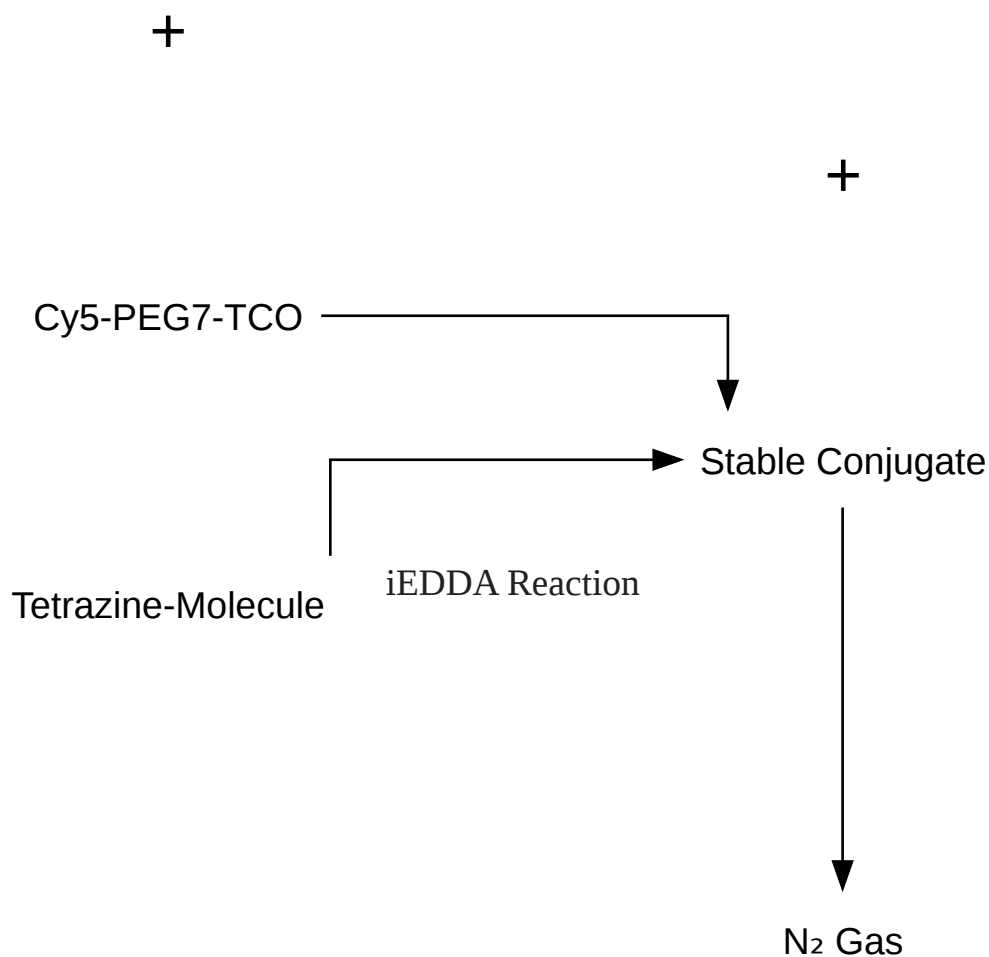 +
+
Cy5-PEG7-TCO
Stable Conjugate
iEDDA Reaction
Tetrazine-Molecule
N₂ Gas